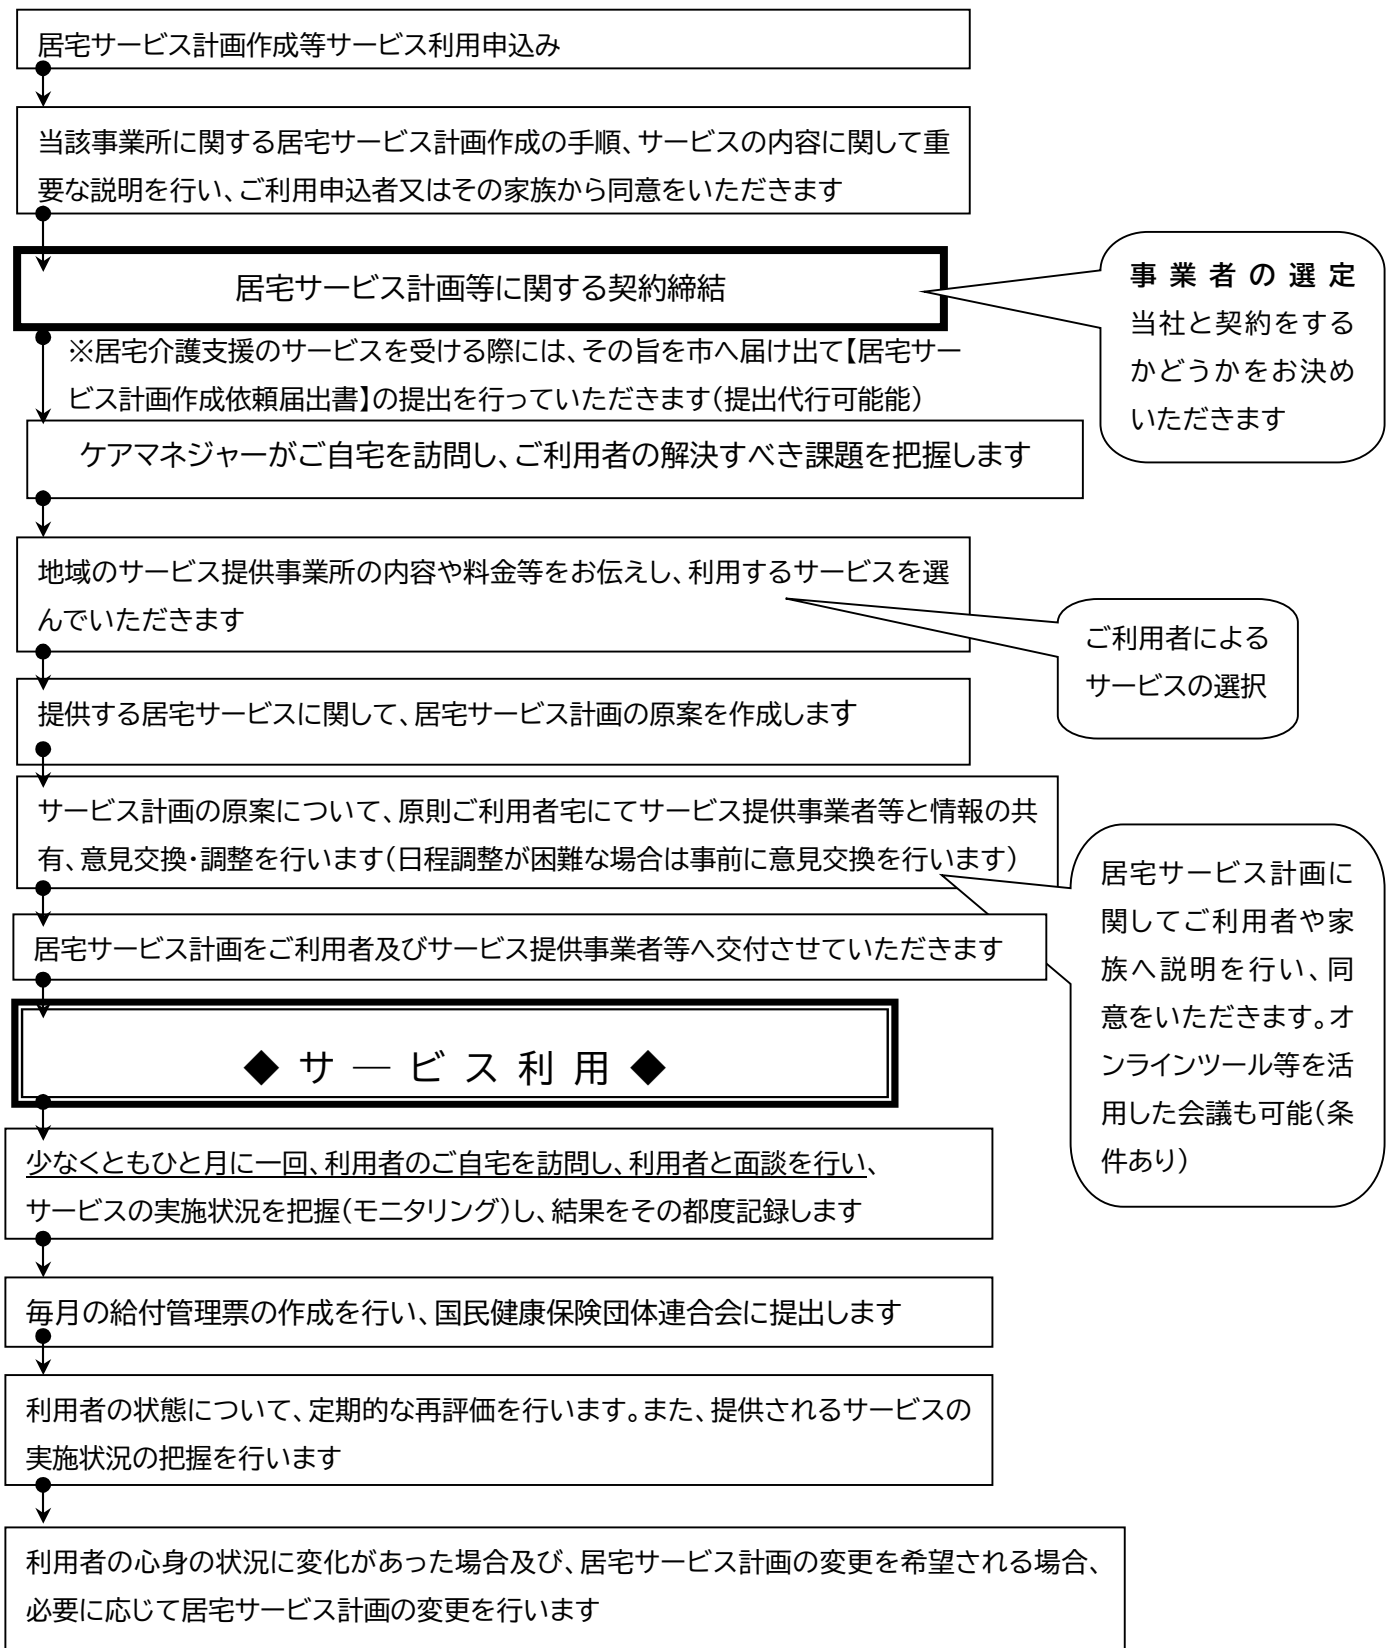 居宅サービス計画作成等サービス利用申込み
当該事業所に関する居宅サービス計画作成の手順、サービスの内容に関して重
要な説明を行い、ご利用申込者又はその家族から同意をいただきます
居宅サービス計画等に関する契約締結
事業者の選定
当社と契約をする
かどうかをお決め
いただきます
※居宅介護支援のサービスを受ける際には、その旨を市へ届け出て【居宅サー
ビス計画作成依頼届出書】の提出を行っていただきます(提出代行可能能)
ケアマネジャーがご自宅を訪問し、ご利用者の解決すべき課題を把握します
地域のサービス提供事業所の内容や料金等をお伝えし、利用するサービスを選
んでいただきます
ご利用者による
サービスの選択
提供する居宅サービスに関して、居宅サービス計画の原案を作成します
サービス計画の原案について、原則ご利用者宅にてサービス提供事業者等と情報の共
有、意見交換・調整を行います(日程調整が困難な場合は事前に意見交換を行います)
居宅サービス計画に
関してご利用者や家
族へ説明を行い、同
意をいただきます。オ
ンラインツール等を活
用した会議も可能(条
件あり)
居宅サービス計画をご利用者及びサービス提供事業者等へ交付させていただきます
◆ サ ― ビ ス 利 用 ◆
少なくともひと月に一回、利用者のご自宅を訪問し、利用者と面談を行い、
サービスの実施状況を把握(モニタリング)し、結果をその都度記録します
毎月の給付管理票の作成を行い、国民健康保険団体連合会に提出します
利用者の状態について、定期的な再評価を行います。また、提供されるサービスの
実施状況の把握を行います
利用者の心身の状況に変化があった場合及び、居宅サービス計画の変更を希望される場合、
必要に応じて居宅サービス計画の変更を行います